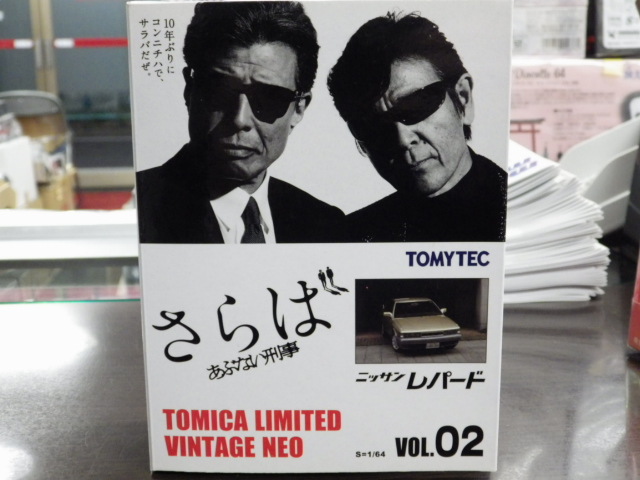 10年ぶりに
コンニチハで、
サラバだぜ。
TOMYTEC
さらば
あぶない刑事
ニッサン レパード
TOMICA LIMITED
VINTAGE NEO
S=1/64
VOL.02